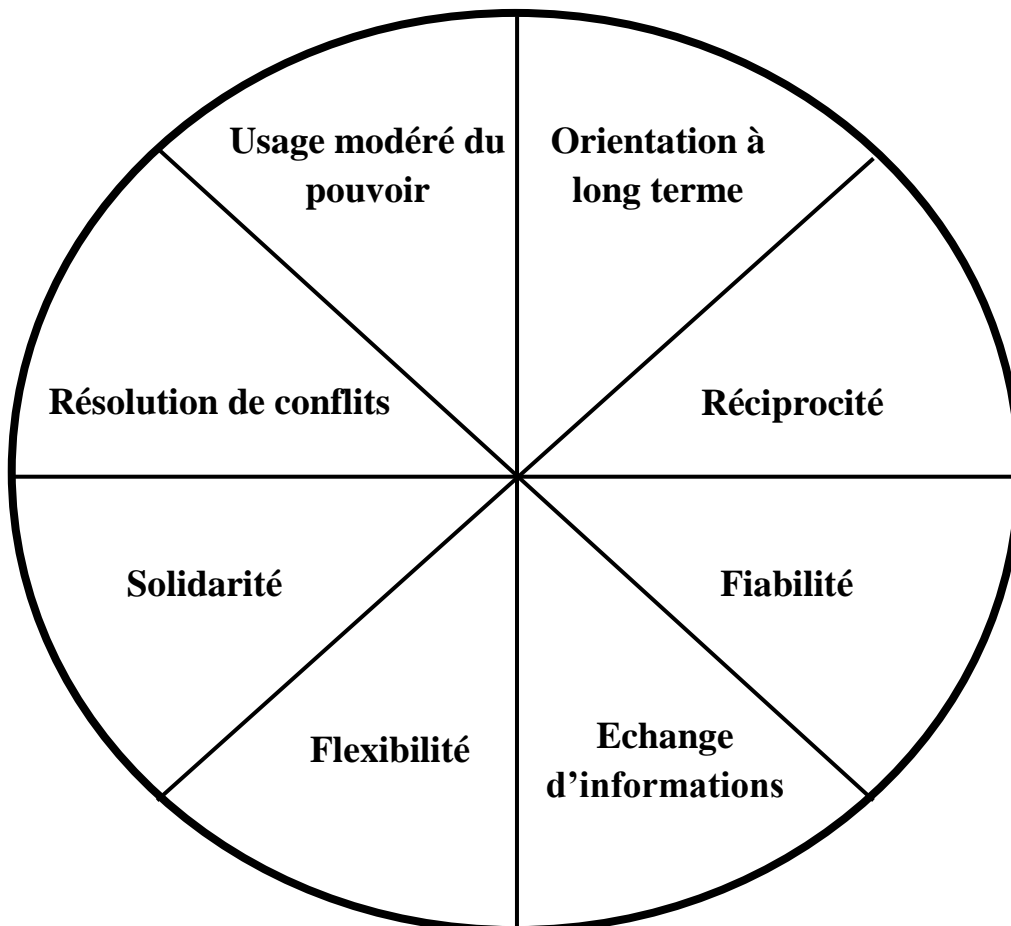 Usage modéré du
pouvoir
Orientation à
long terme
Résolution de conflits
Réciprocité
Solidarité
Fiabilité
Flexibilité
Echange
d’informations